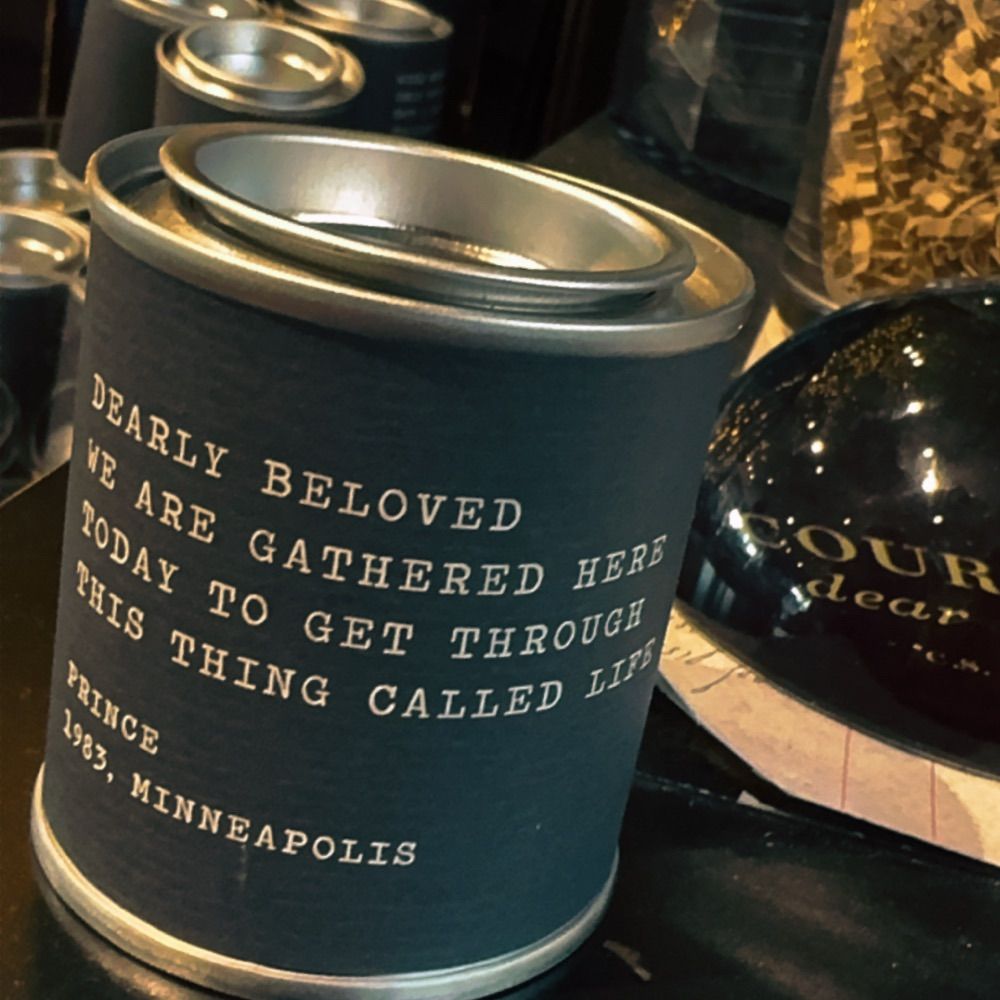 DEARLY BELOVED
WE ARE GATHERED HERE
TODAY TO GET THROUGH
THIS THING CALLED LIFE
PRINCE
1983, MINNEAPOLIS
COUR
dear
"C.S.